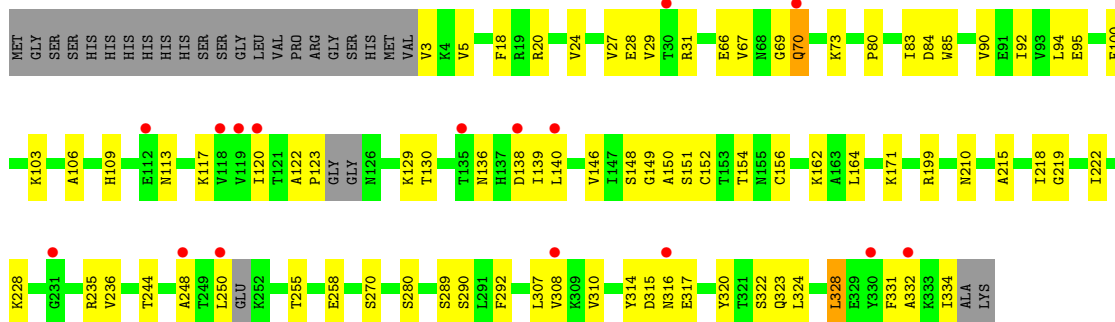 MET GLY SER SER HIS HIS HIS HIS HIS HIS SER SER GLY LEU VAL PRO ARG GLY SER HIS MET VAL V3 K4 V5 F18 R19 R20 V24 V27 E28 V29 T30 R31 E66 V67 N68 G69 Q70 K73 P80 I83 D84 W85 V90 E91 I92 V93 L94 E95 F100
K103 A106 H109 E112 N113 K117 V118 V119 I120 T121 A122 P123 GLY GLY N126 K129 T130 T135 N136 H137 D138 I139 L140 V146 I147 S148 G149 A150 S151 C152 T153 T154 N155 C156 K162 A163 L164 K171 R199 N210 A215 I218 G219 I222
K228 G231 R235 V236 T244 A248 T249 L250 GLU K252 T255 E258 S270 S280 S289 S290 L291 F292 L307 V308 K309 V310 Y314 D315 N316 E317 Y320 T321 S322 Q323 L324 L328 E329 Y330 F331 A332 K333 I334 ALA LYS